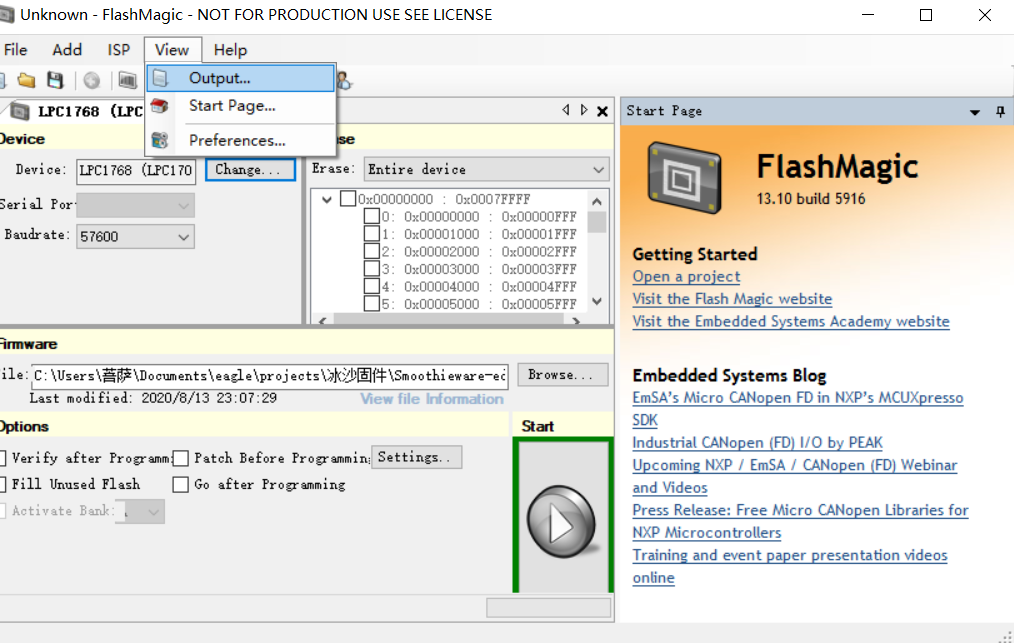 Unknown - FlashMagic - NOT FOR PRODUCTION USE SEE LICENSE
File Add ISP View Help
Output...
Start Page...
Preferences...
LPC1768 (LPC
Start Page
Device
Device: LPC1768 (LPC170 Change...
Serial Por
Baudrate: 57600
se
Erase: Entire device
0x00000000 : 0x0007FFFF
0: 0x00000000 : 0x00000FFF
1: 0x00001000 : 0x00001FFF
2: 0x00002000 : 0x00002FFF
3: 0x00003000 : 0x00003FFF
4: 0x00004000 : 0x00004FFF
5: 0x00005000 : 0x00005FFF
Firmware
ile: C:\Users\菩萨\Documents\eagle\projects\冰沙固件\Smoothieware-ed Browse...
Last modified: 2020/8/13 23:07:29 View file Information
Options
Verify after Programm: Patch Before Programmin; Settings..
Fill Unused Flash Go after Programming
Activate Bank:
Start
FlashMagic
13.10 build 5916
Getting Started
Open a project
Visit the Flash Magic website
Visit the Embedded Systems Academy website
Embedded Systems Blog
EmSA's Micro CANopen FD in NXP's MCUXpresso
SDK
Industrial CANopen (FD) I/O by PEAK
Upcoming NXP / EmSA / CANopen (FD) Webinar
and Videos
Press Release: Free Micro CANopen Libraries for
NXP Microcontrollers
Training and event paper presentation videos
online